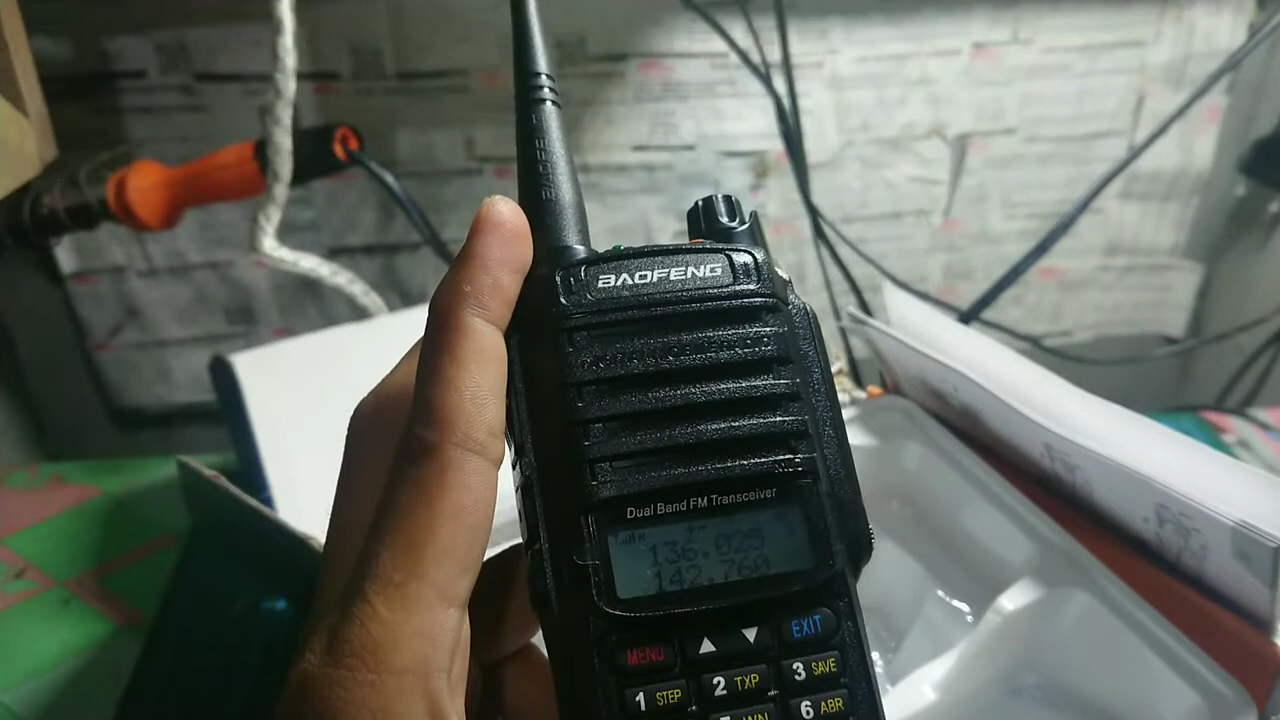 BAOFENG
BAOFENG
Dual Band FM Transceiver
136.025
142.760
MENU
EXIT
1 STEP
2 TXP
3 SAVE
6 ABR